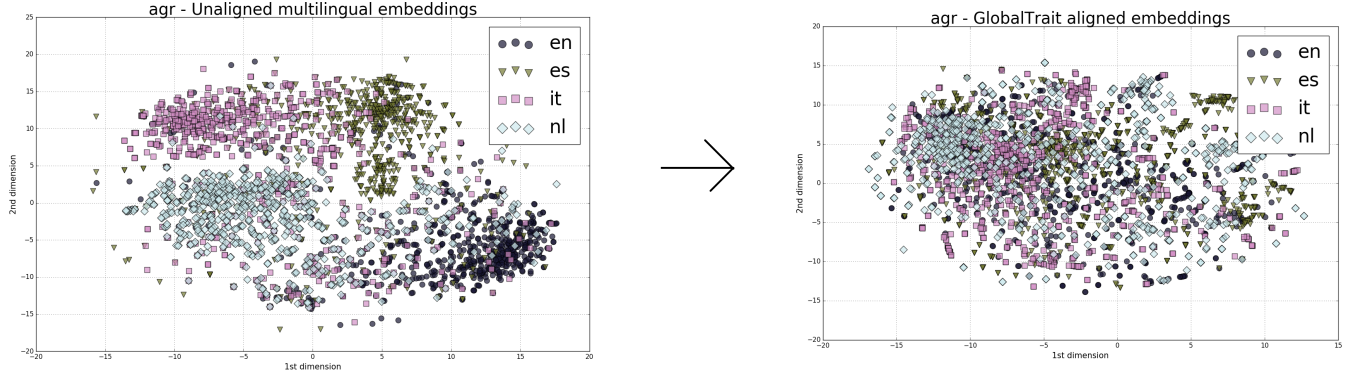 agr - Unaligned multilingual embeddings
25
20
15
10
5
0
−5
−10
−15
−20
2nd dimension
−20 −15 −10 −5 0 5 10 15 20
1st dimension
en
es
it
nl
agr - GlobalTrait aligned embeddings
20
15
10
5
0
−5
−10
−15
−20
2nd dimension
−20 −15 −10 −5 0 5 10 15
1st dimension
en
es
it
nl